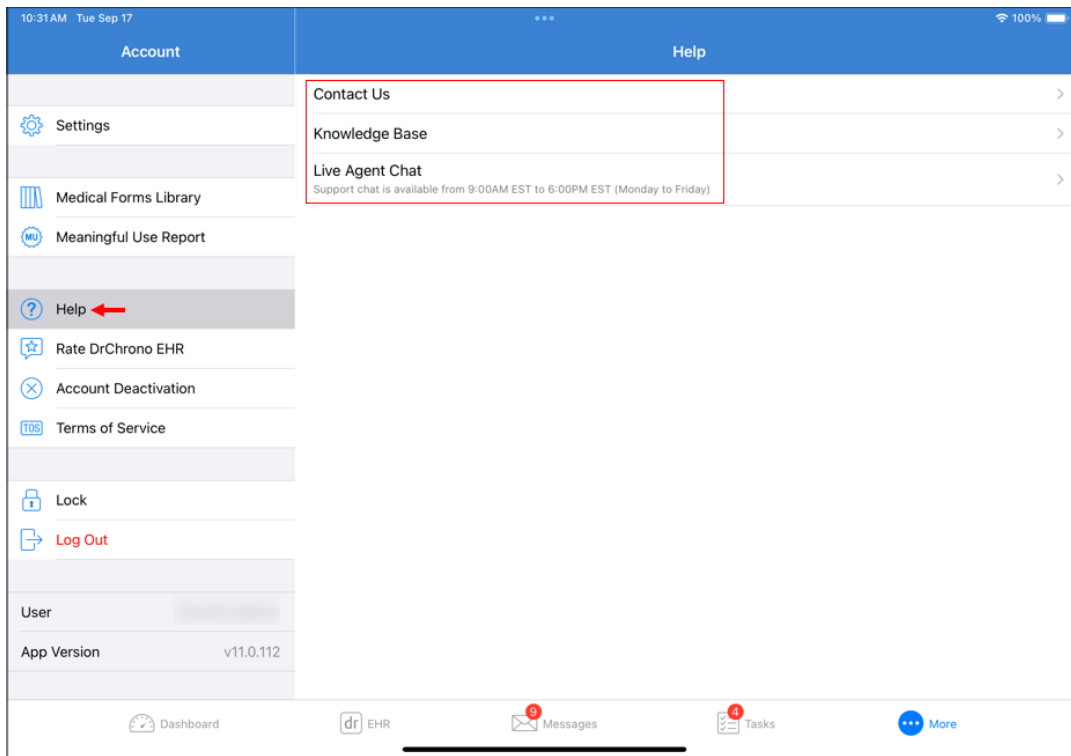 10:31 AM Tue Sep 17
100%
Account
Help
Settings
Medical Forms Library
MU
Meaningful Use Report
?
Help
Rate DrChrono EHR
Account Deactivation
TOS
Terms of Service
Lock
Log Out
User
App Version v11.0.112
Contact Us
Knowledge Base
Live Agent Chat
Support chat is available from 9:00AM EST to 6:00PM EST (Monday to Friday)
Dashboard
dr EHR
9
Messages
4
Tasks
More